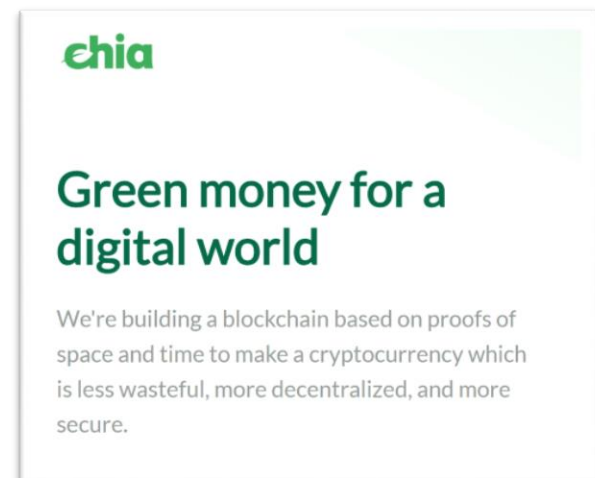 chia
Green money for a
digital world
We're building a blockchain based on proofs of
space and time to make a cryptocurrency which
is less wasteful, more decentralized, and more
secure.